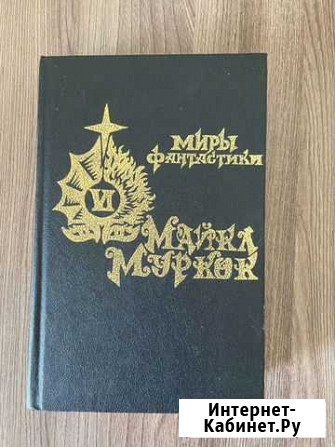 МИРЫ
ФАНТАСТИКИ
VI
МАЙКЛ
МУРКОК
Интернет-
Кабинет.Ру